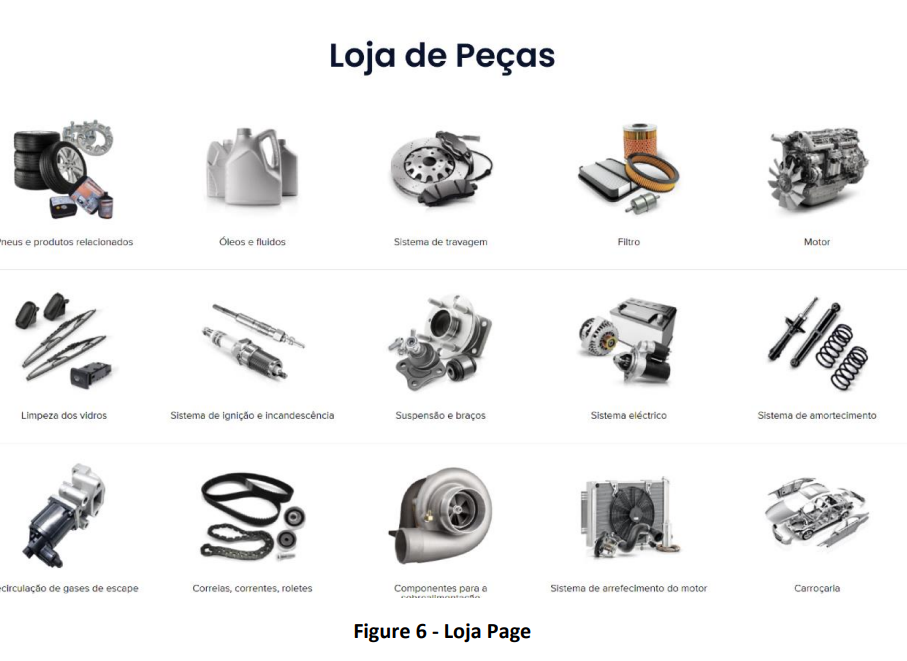 Loja de Peças
Pneus e produtos relacionados
Óleos e fluidos
Sistema de travagem
Filtro
Motor
Limpeza dos vidros
Sistema de ignição e incandescência
Suspensão e braços
Sistema eléctrico
Sistema de amortecimento
ecirculação de gases de escape
Correias, correntes, roletes
Componentes para a
sobrealimentação
Sistema de arrefecimento do motor
Carroçaria
Figure 6 - Loja Page